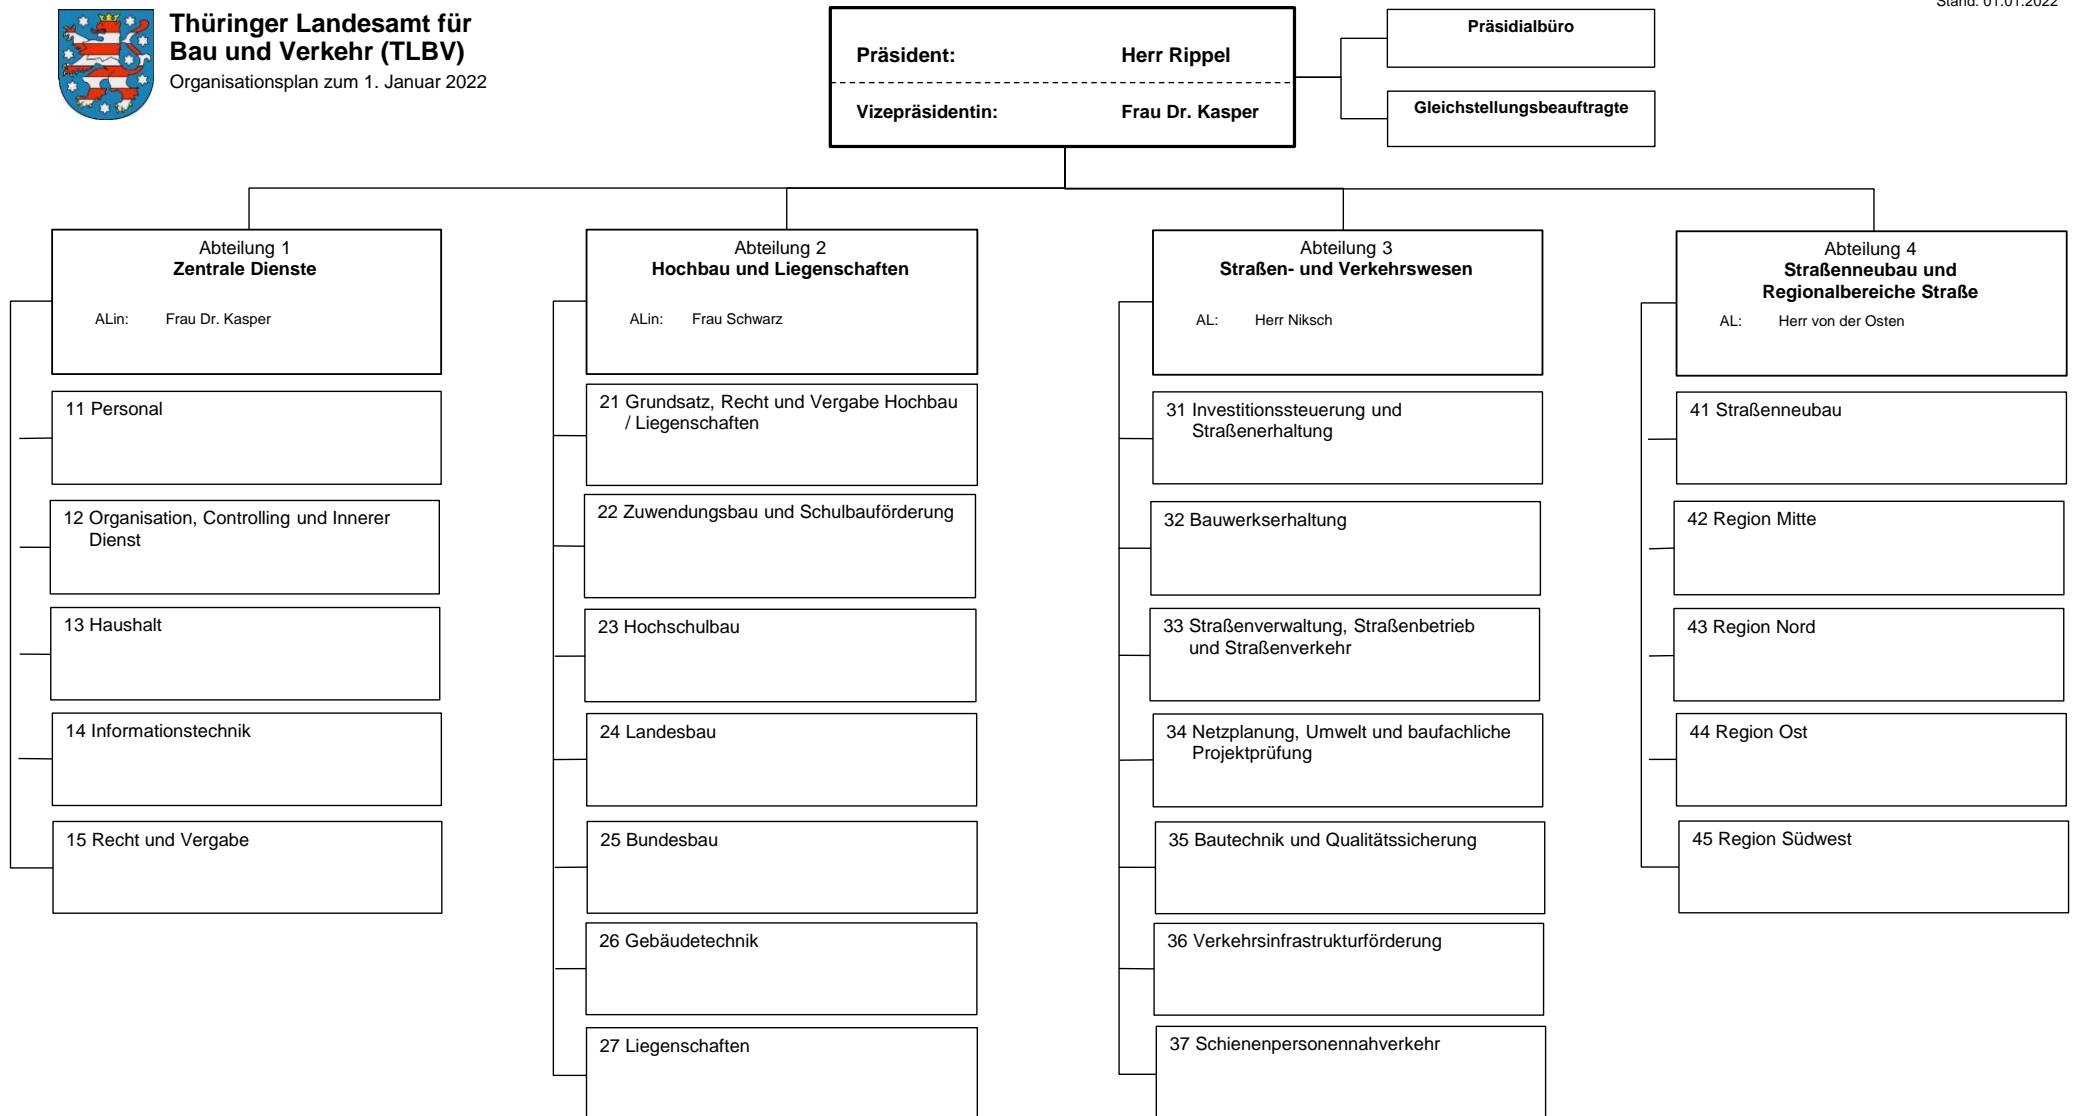 Stand: 01.01.2022
Thüringer Landesamt für
Bau und Verkehr (TLBV)
Organisationsplan zum 1. Januar 2022
Präsident: Herr Rippel
Vizepräsidentin: Frau Dr. Kasper
Präsidialbüro
Gleichstellungsbeauftragte
Abteilung 1
Zentrale Dienste
ALin: Frau Dr. Kasper
11 Personal
12 Organisation, Controlling und Innerer
Dienst
13 Haushalt
14 Informationstechnik
15 Recht und Vergabe
Abteilung 2
Hochbau und Liegenschaften
ALin: Frau Schwarz
21 Grundsatz, Recht und Vergabe Hochbau
/ Liegenschaften
22 Zuwendungsbau und Schulbauförderung
23 Hochschulbau
24 Landesbau
25 Bundesbau
26 Gebäudetechnik
27 Liegenschaften
Abteilung 3
Straßen- und Verkehrswesen
AL: Herr Niksch
31 Investitionssteuerung und
Straßenerhaltung
32 Bauwerkserhaltung
33 Straßenverwaltung, Straßenbetrieb
und Straßenverkehr
34 Netzplanung, Umwelt und baufachliche
Projektprüfung
35 Bautechnik und Qualitätssicherung
36 Verkehrsinfrastrukturförderung
37 Schienenpersonennahverkehr
Abteilung 4
Straßenneubau und
Regionalbereiche Straße
AL: Herr von der Osten
41 Straßenneubau
42 Region Mitte
43 Region Nord
44 Region Ost
45 Region Südwest